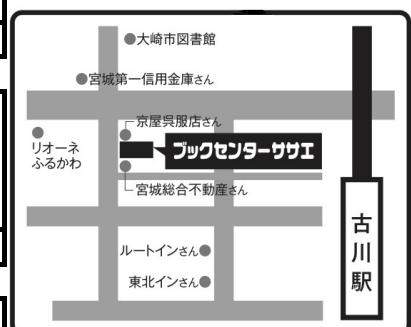 大崎市図書館
宮城第一信用金庫さん
京屋呉服店さん
リオーネ
ふるかわ
ブックセンターササエ
宮城総合不動産さん
古川駅
ルートインさん
東北インさん